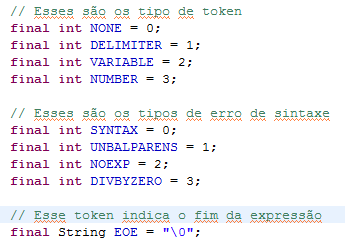 // Esses são os tipo de token
final int NONE = 0;
final int DELIMITER = 1;
final int VARIABLE = 2;
final int NUMBER = 3;
// Esses são os tipos de erro de sintaxe
final int SYNTAX = 0;
final int UNBALPARENS = 1;
final int NOEXP = 2;
final int DIVBYZERO = 3;
// Esse token indica o fim da expressão
final String EOE = "\0";